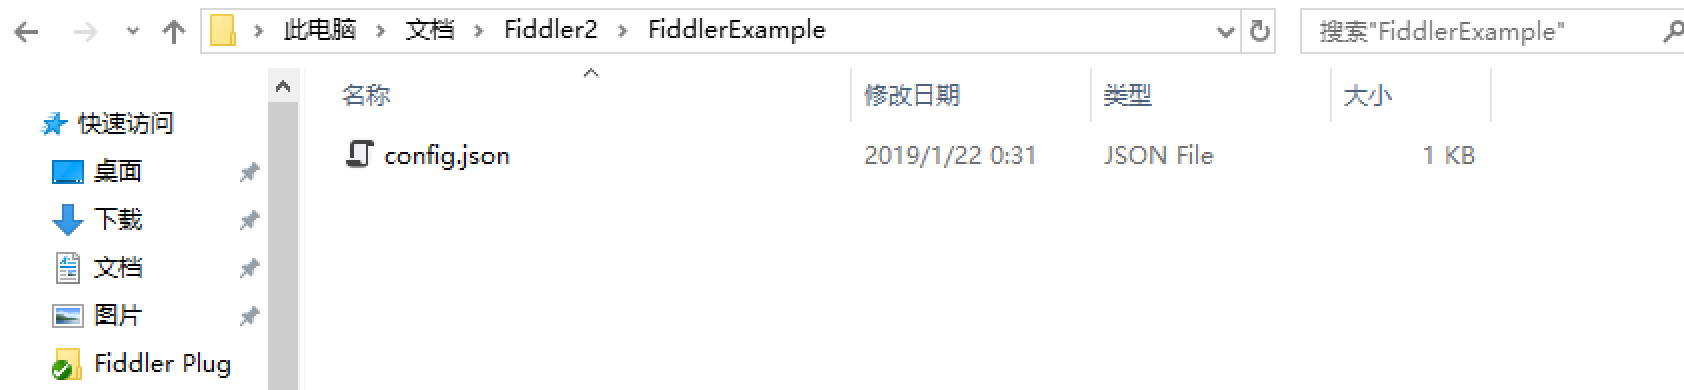 此电脑 > 文档 > Fiddler2 > FiddlerExample
搜索"FiddlerExample"
名称 修改日期 类型 大小
快速访问
config.json 2019/1/22 0:31 JSON File 1 KB
桌面
下载
文档
图片
Fiddler Plug